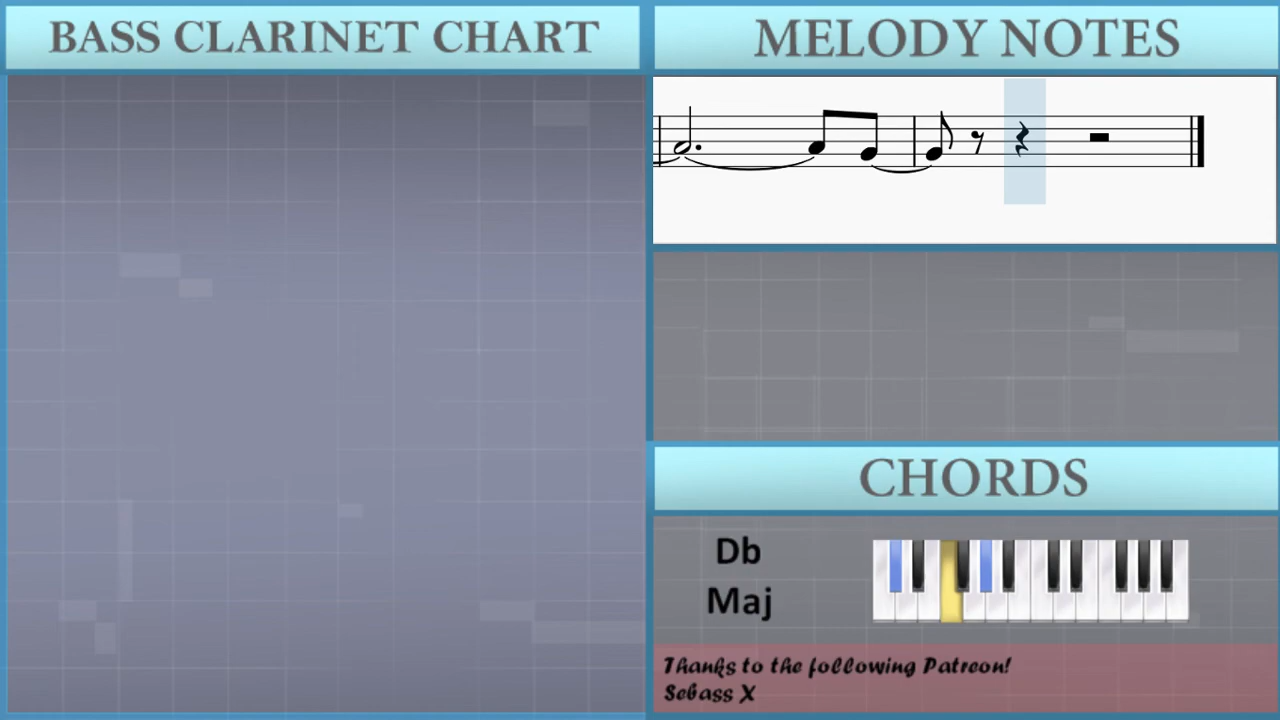 BASS CLARINET CHART
MELODY NOTES
CHORDS
Db
Maj
Thanks to the following Patreon!
Sebass X